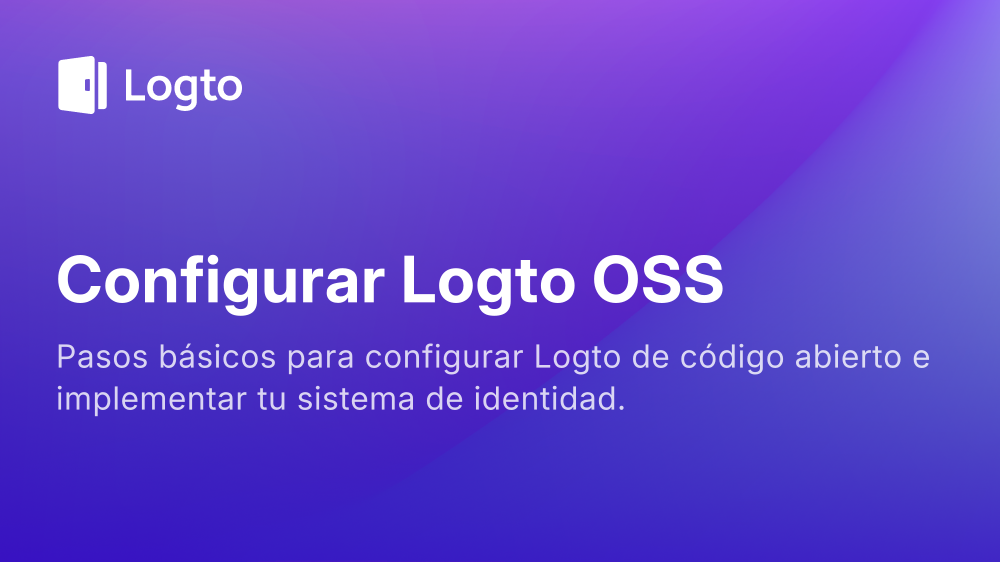 Logto
Configurar Logto OSS
Pasos básicos para configurar Logto de código abierto e
implementar tu sistema de identidad.